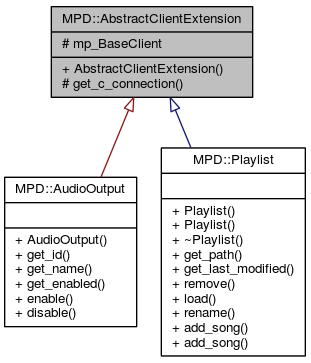 MPD::AbstractClientExtension
# mp_BaseClient
+ AbstractClientExtension()
# get_c_connection()
MPD::AudioOutput
+ AudioOutput()
+ get_id()
+ get_name()
+ get_enabled()
+ enable()
+ disable()
MPD::Playlist
+ Playlist()
+ Playlist()
+ ~Playlist()
+ get_path()
+ get_last_modified()
+ remove()
+ load()
+ rename()
+ add_song()
+ add_song()